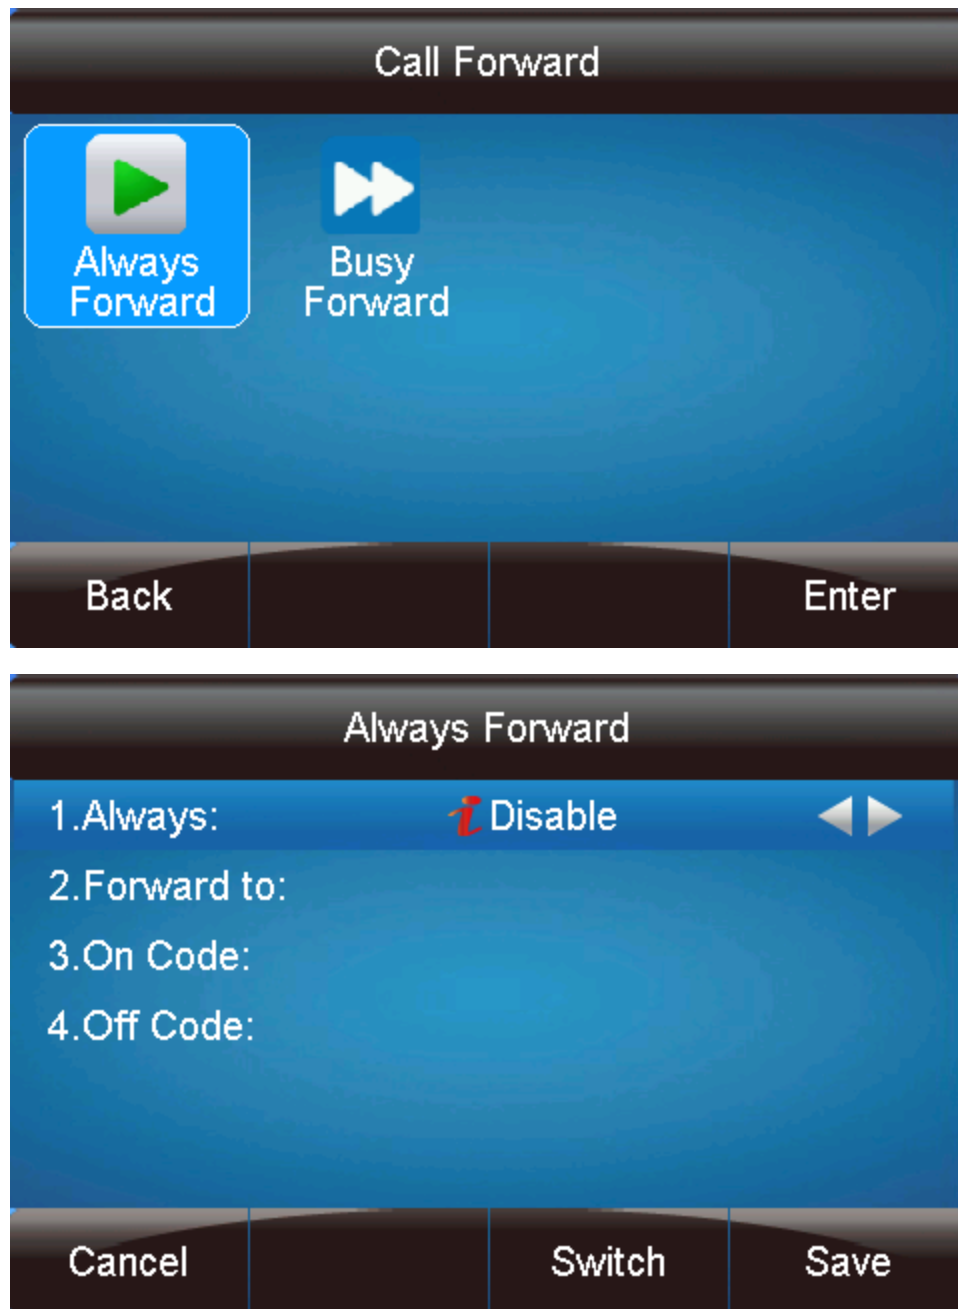 Call Forward
Always
Forward
Busy
Forward
Back
Enter
Always Forward
1.Always: Disable
2.Forward to:
3.On Code:
4.Off Code:
Cancel
Switch
Save